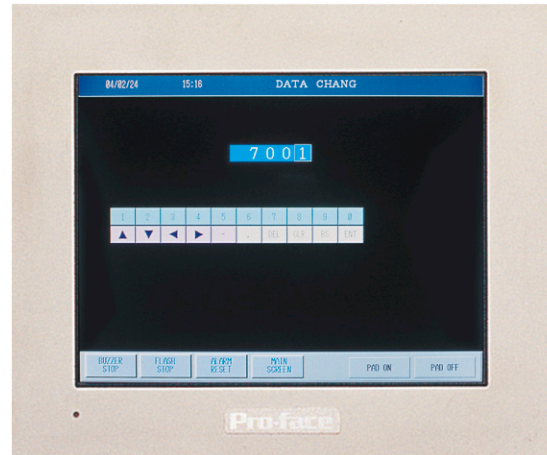 04/02/24 15:16 DATA CHANG
7001
1 2 3 4 5 6 7 8 9 0
▲ ▼ ◀ ▶ - . DEL CLR BS ENT
BUZZER STOP FLASH STOP ALARM RESET MAIN SCREEN PAD ON PAD OFF
Pro-face